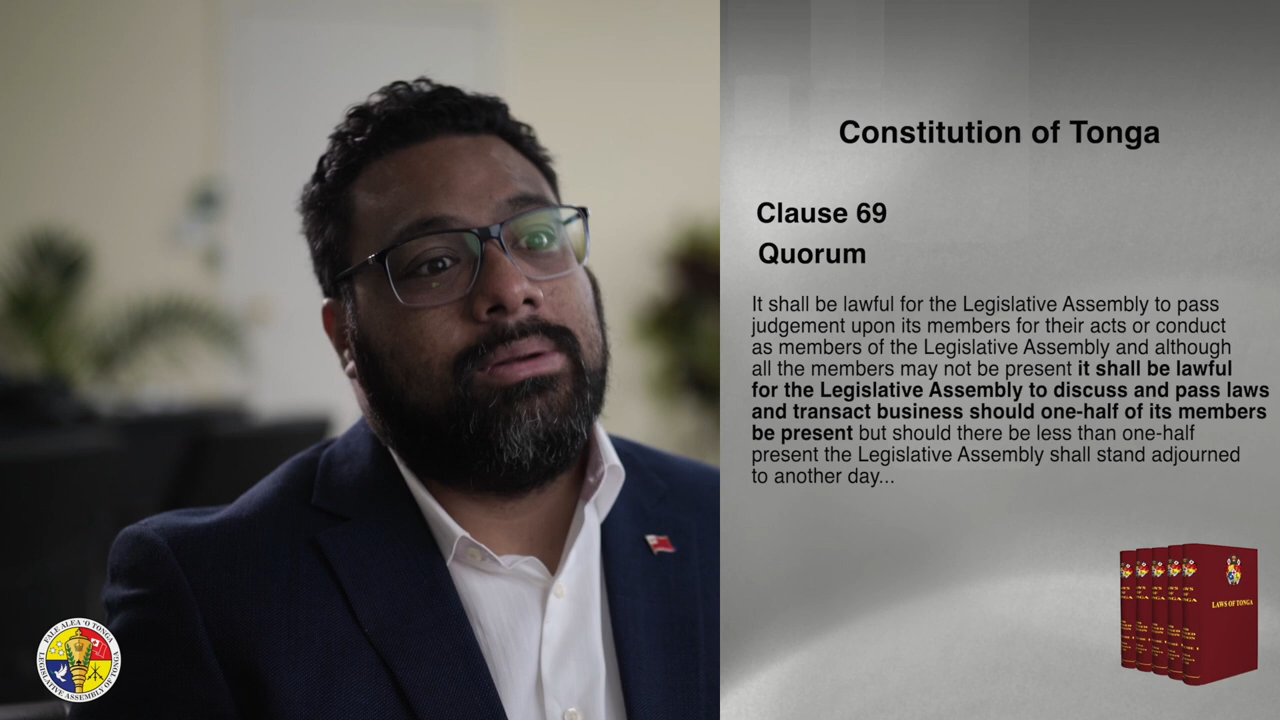 Constitution of Tonga
Clause 69
Quorum
It shall be lawful for the Legislative Assembly to pass
judgement upon its members for their acts or conduct
as members of the Legislative Assembly and although
all the members may not be present it shall be lawful
for the Legislative Assembly to discuss and pass laws
and transact business should one-half of its members
be present but should there be less than one-half
present the Legislative Assembly shall stand adjourned
to another day...
FALE ALEA 'O TONGA
LEGISLATIVE ASSEMBLY OF TONGA
LAWS OF TONGA